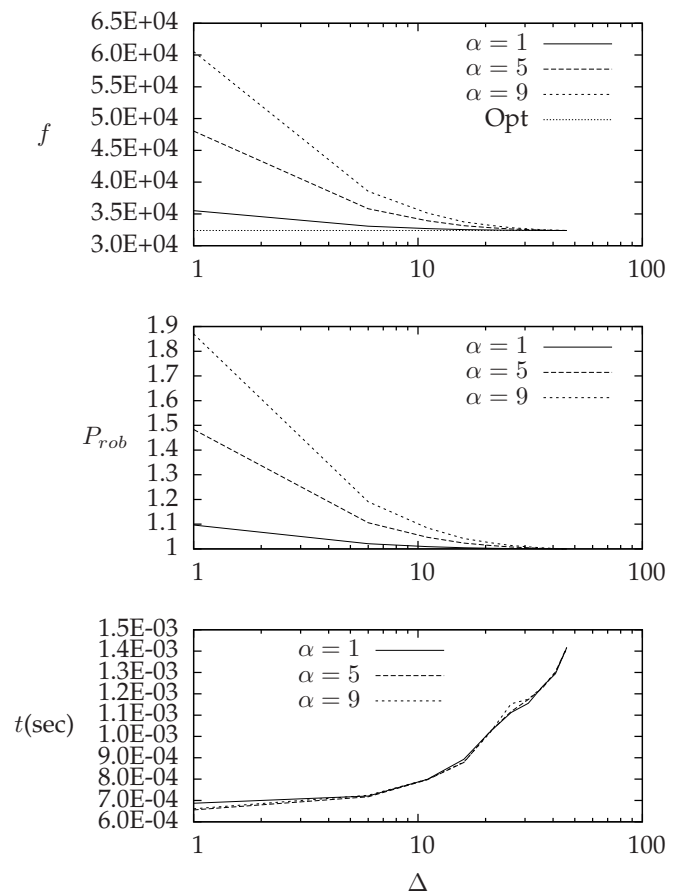 6.5E+04
6.0E+04
5.5E+04
5.0E+04
4.5E+04
4.0E+04
3.5E+04
3.0E+04
f
α = 1
α = 5
α = 9
Opt
1 10 100
1.9
1.8
1.7
1.6
1.5
1.4
1.3
1.2
1.1
1
P_rob
α = 1
α = 5
α = 9
1 10 100
1.5E-03
1.4E-03
1.3E-03
1.2E-03
1.1E-03
1.0E-03
9.0E-04
8.0E-04
7.0E-04
6.0E-04
t(sec)
α = 1
α = 5
α = 9
1 10 100
Δ